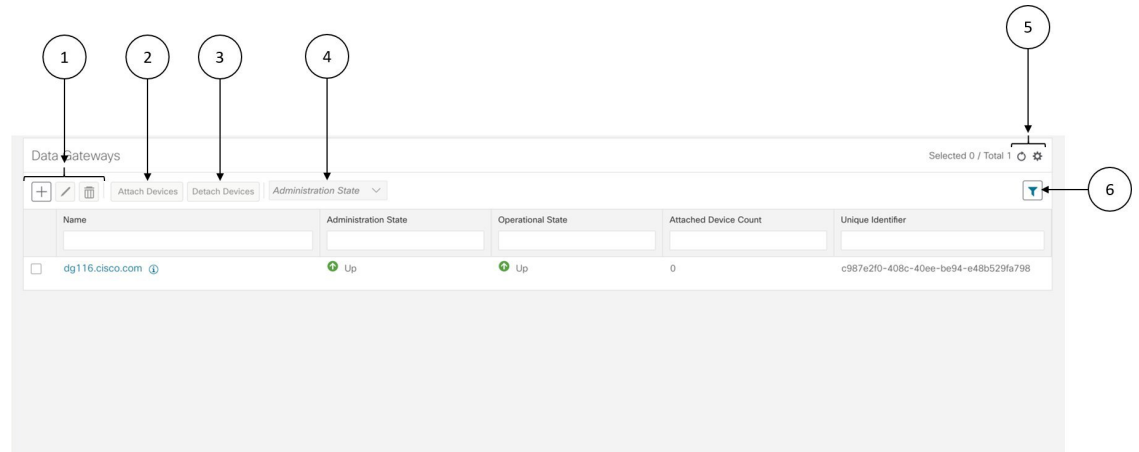 1
2
3
4
5
Data Gateways
Selected 0 / Total 1
Attach Devices
Detach Devices
Administration State
6
Name
Administration State
Operational State
Attached Device Count
Unique Identifier
dg116.cisco.com
Up
Up
0
c987e2f0-408c-40ee-be94-e48b529fa798